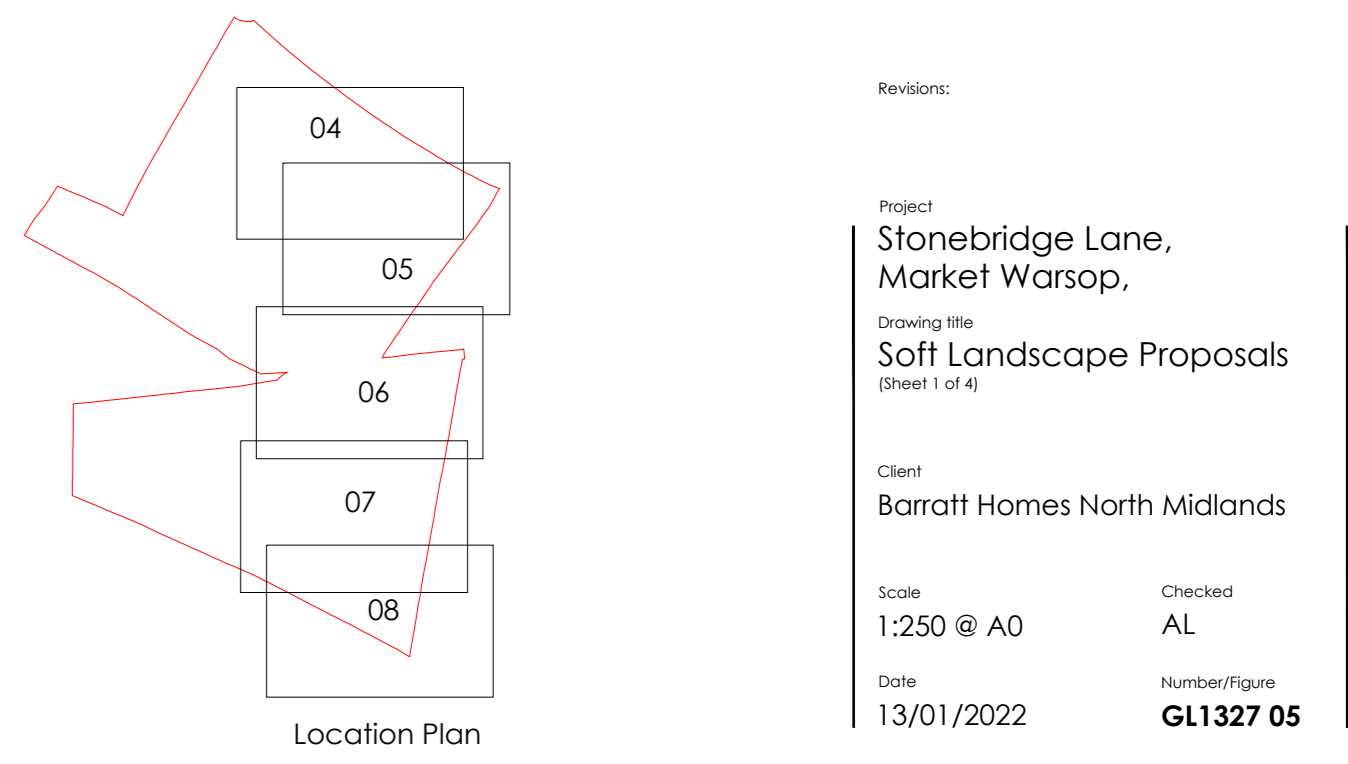 04
05
06
07
08
Location Plan
Revisions:
Project
Stonebridge Lane,
Market Warsop,
Drawing title
Soft Landscape Proposals
(Sheet 1 of 4)
Client
Barratt Homes North Midlands
Scale
Checked
1:250 @ A0
AL
Date
Number/Figure
13/01/2022
GL1327 05